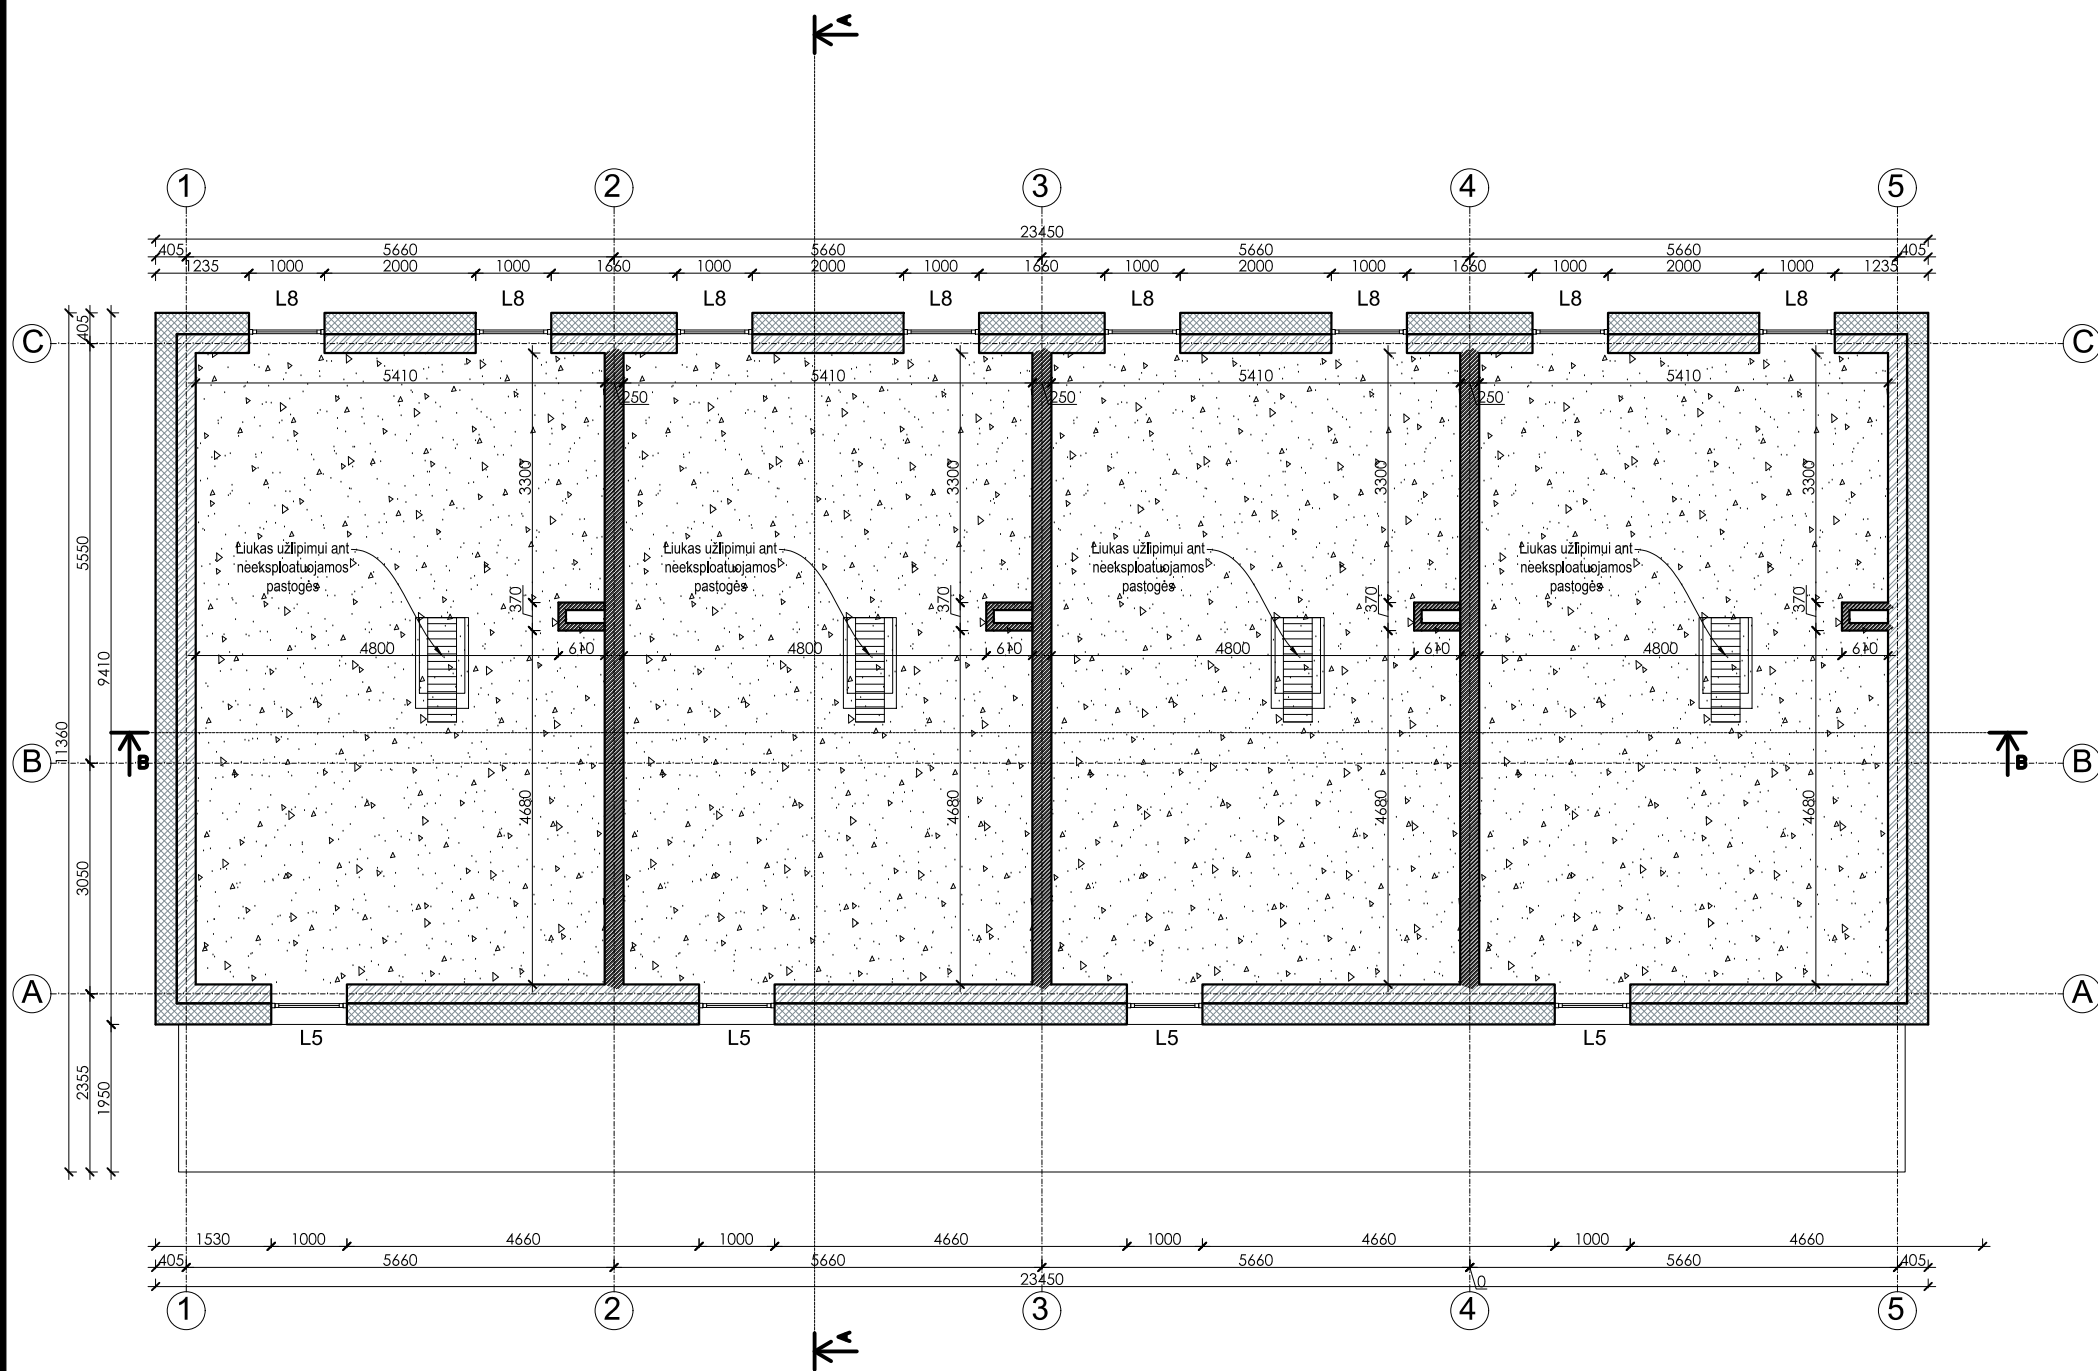 A
1 2 3 4 5
23450
405 5660 5660 5660 5660 405
1235 1000 2000 1000 1660 1000 2000 1000 1660 1000 2000 1000 1660 1000 2000 1000 1235
L8 L8 L8 L8 L8 L8 L8 L8
405
C C
5410 5410 5410 5410
250 250 250
3300 3300 3300 3300
5550
Liukas užlipimui ant Liukas užlipimui ant Liukas užlipimui ant Liukas užlipimui ant
neeksploatuojamos neeksploatuojamos neeksploatuojamos neeksploatuojamos
pastogės pastogės pastogės pastogės
370 370 370 370
9410
4800 610 4800 610 4800 610 4800 610
11360
B B
B B
4680 4680 4680 4680
3050
A A
L5 L5 L5 L5
2355
1950
1530 1000 4660 1000 4660 1000 4660 1000 4660
405 5660 5660 5660 5660 405
23450 0
1 2 3 4 5
A